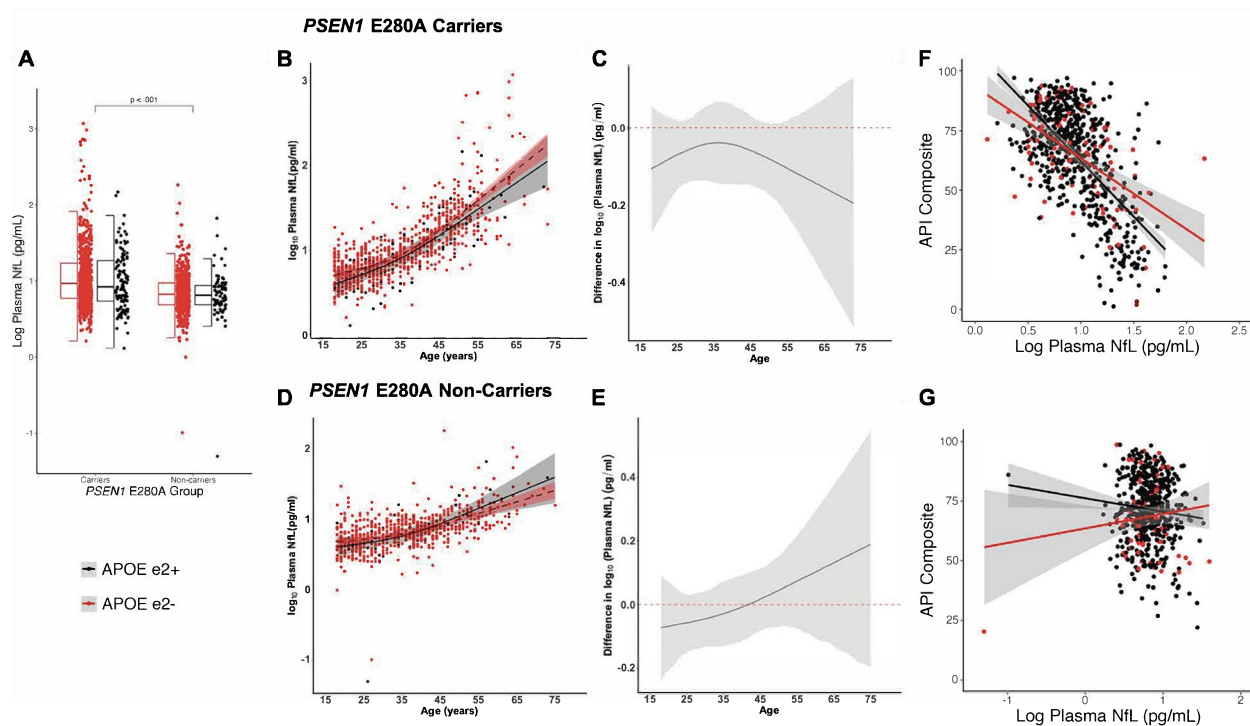 PSEN1 E280A Carriers
A
p < .001
Log Plasma NfL (pg/mL)
3
2
1
0
-1
Carriers
Non-carriers
PSEN1 E280A Group
APOE e2+
APOE e2-
B
log10 Plasma NfL(pg/ml)
3
2
1
0
15 25 35 45 55 65 75
Age (years)
C
Difference in log10 (Plasma NfL) (pg/ml)
0.0
-0.2
-0.4
15 25 35 45 55 65 75
Age
F
API Composite
100
75
50
25
0
0.0 0.5 1.0 1.5 2.0 2.5
Log Plasma NfL (pg/mL)
PSEN1 E280A Non-Carriers
D
log10 Plasma NfL(pg/ml)
2
1
0
-1
15 25 35 45 55 65 75
Age (years)
E
Difference in log10 (Plasma NfL) (pg/ml)
0.4
0.2
0.0
-0.2
15 25 35 45 55 65 75
Age
G
API Composite
100
75
50
25
0
-1 0 1 2
Log Plasma NfL (pg/mL)